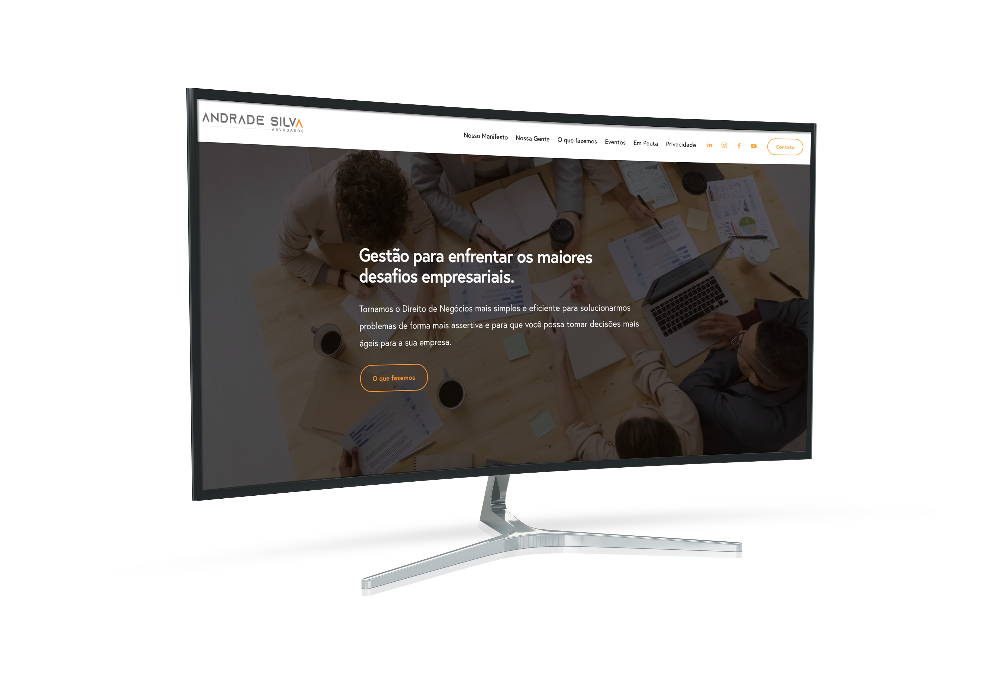 ANDRADE SILVA
ADVOGADOS
Nosso Manifesto Nossa Gente O que fazemos Eventos Em Pauta Privacidade in f Contato
Gestão para enfrentar os maiores
desafios empresariais.
Tornamos o Direito de Negócios mais simples e eficiente para solucionarmos
problemas de forma mais assertiva e para que você possa tomar decisões mais
ágeis para a sua empresa.
O que fazemos